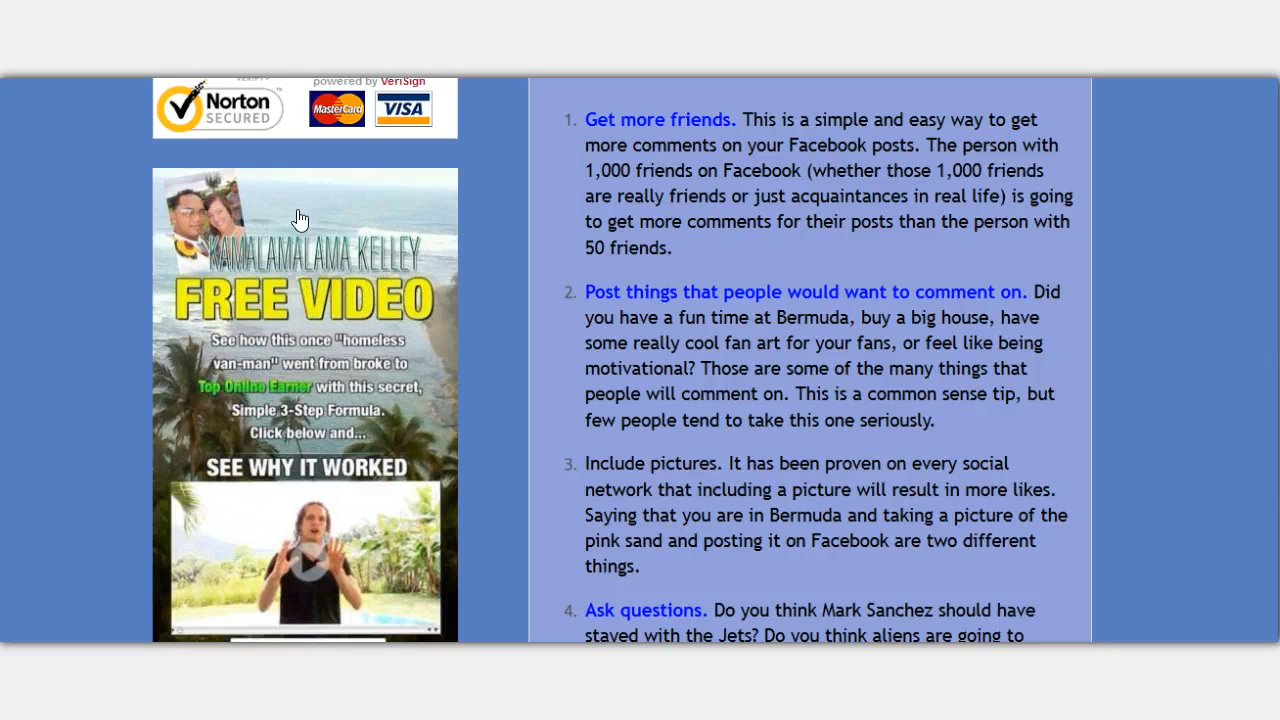 powered by VeriSign
Norton
SECURED
MasterCard
VISA
KAMALAMALAMA KELLEY
FREE VIDEO
See how this once "homeless
van-man" went from broke to
Top Online Earner with this secret,
Simple 3-Step Formula.
Click below and...
SEE WHY IT WORKED
1. Get more friends. This is a simple and easy way to get
more comments on your Facebook posts. The person with
1,000 friends on Facebook (whether those 1,000 friends
are really friends or just acquaintances in real life) is going
to get more comments for their posts than the person with
50 friends.
2. Post things that people would want to comment on. Did
you have a fun time at Bermuda, buy a big house, have
some really cool fan art for your fans, or feel like being
motivational? Those are some of the many things that
people will comment on. This is a common sense tip, but
few people tend to take this one seriously.
3. Include pictures. It has been proven on every social
network that including a picture will result in more likes.
Saying that you are in Bermuda and taking a picture of the
pink sand and posting it on Facebook are two different
things.
4. Ask questions. Do you think Mark Sanchez should have
stayed with the Jets? Do you think aliens are going to